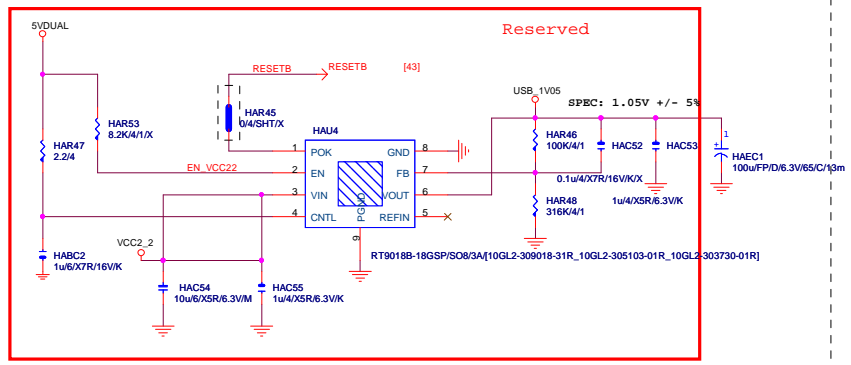 Reserved
5VDUAL
RESETB
RESETB
[43]
HAR53
8.2K/4/1/X
HAR47
2.2/4
HAR45
0/4/SHT/X
HAU4
USB_1V05
SPEC: 1.05V +/- 5%
1
POK
GND
8
EN_VCC22
2
EN
FB
7
3
VIN
VOUT
6
4
CNTL
REFIN
5
PGND
9
HAR46
100K/4/1
HAC52
0.1u/4/X7R/16V/K/X
HAC53
1u/4/X5R/6.3V/K
1
+
HAEC1
100u/FP/D/6.3V/65/C/13m
HAR48
316K/4/1
VCC2_2
HABC2
1u/6/X7R/16V/K
RT9018B-18GSP/SO8/3A/[10GL2-309018-31R_10GL2-305103-01R_10GL2-303730-01R]
HAC54
10u/6/X5R/6.3V/M
HAC55
1u/4/X5R/6.3V/K